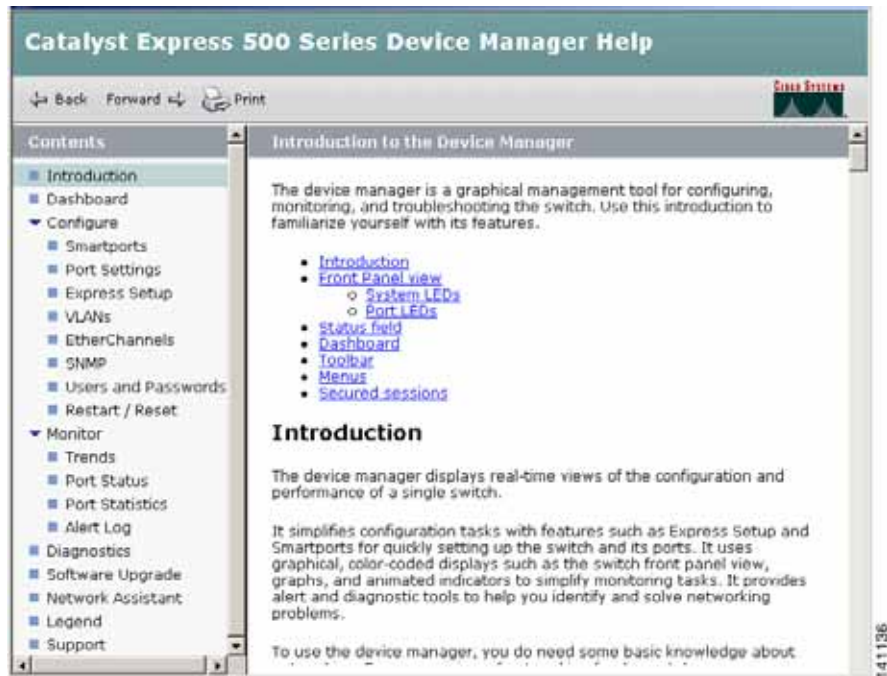 Catalyst Express 500 Series Device Manager Help
Back Forward Print
CISCO SYSTEMS
Contents
Introduction
Dashboard
Configure
Smartports
Port Settings
Express Setup
VLANs
EtherChannels
SNMP
Users and Passwords
Restart / Reset
Monitor
Trends
Port Status
Port Statistics
Alert Log
Diagnostics
Software Upgrade
Network Assistant
Legend
Support
Introduction to the Device Manager
The device manager is a graphical management tool for configuring,
monitoring, and troubleshooting the switch. Use this introduction to
familiarize yourself with its features.
Introduction
Front Panel view
System LEDs
Port LEDs
Status field
Dashboard
Toolbar
Menus
Secured sessions
Introduction
The device manager displays real-time views of the configuration and
performance of a single switch.
It simplifies configuration tasks with features such as Express Setup and
Smartports for quickly setting up the switch and its ports. It uses
graphical, color-coded displays such as the switch front panel view,
graphs, and animated indicators to simplify monitoring tasks. It provides
alert and diagnostic tools to help you identify and solve networking
problems.
To use the device manager, you do need some basic knowledge about
141136